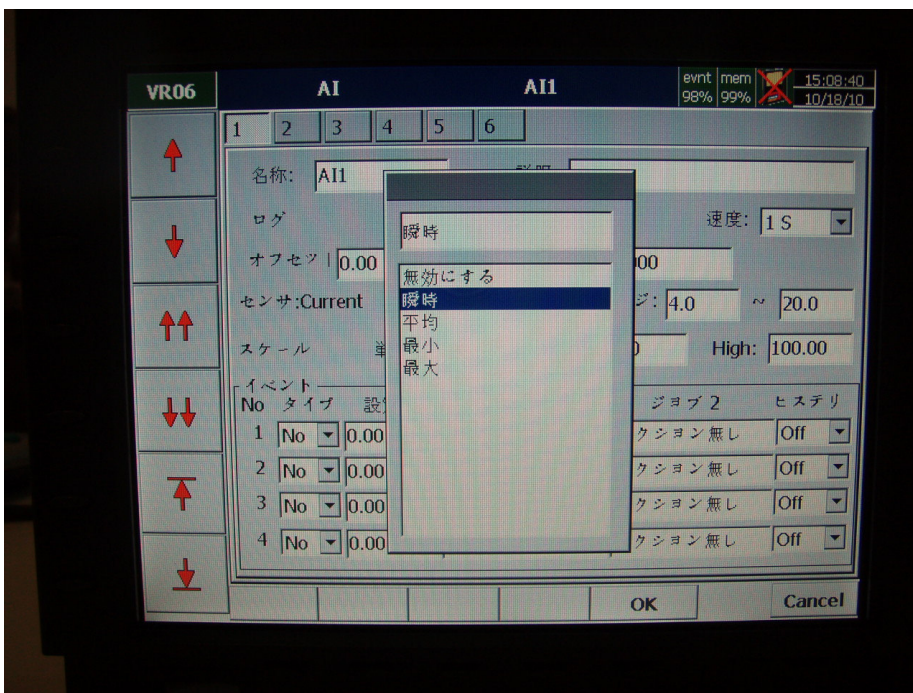 VR06 AI AI1 evnt mem 15:08:40
98% 99% 10/18/10
1 2 3 4 5 6
名称: AI1
ログ 速度: 1 S
瞬時
オフセツ 0.00
無効にする
センサ:Current 瞬時 ジ: 4.0 ~ 20.0
平均
スケール 最小 High: 100.00
最大
イベント
No タイプ 設 ジョブ 2 ヒステリ
1 No 0.00 クション無し Off
2 No 0.00 クション無し Off
3 No 0.00 クション無し Off
4 No 0.00 クション無し Off
OK Cancel